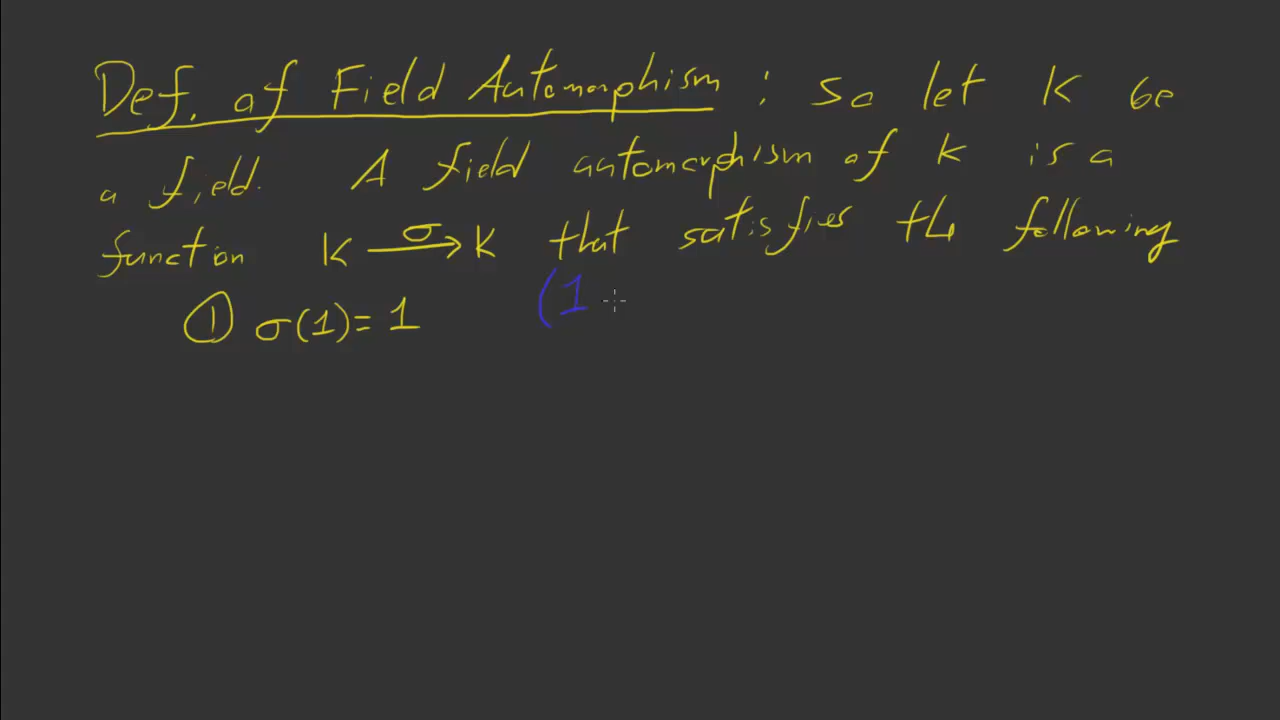 Def. of Field Automorphism : So let K be
a field. A field automorphism of K is a
function K —σ→ K that satisfies the following
① σ(1) = 1 (1